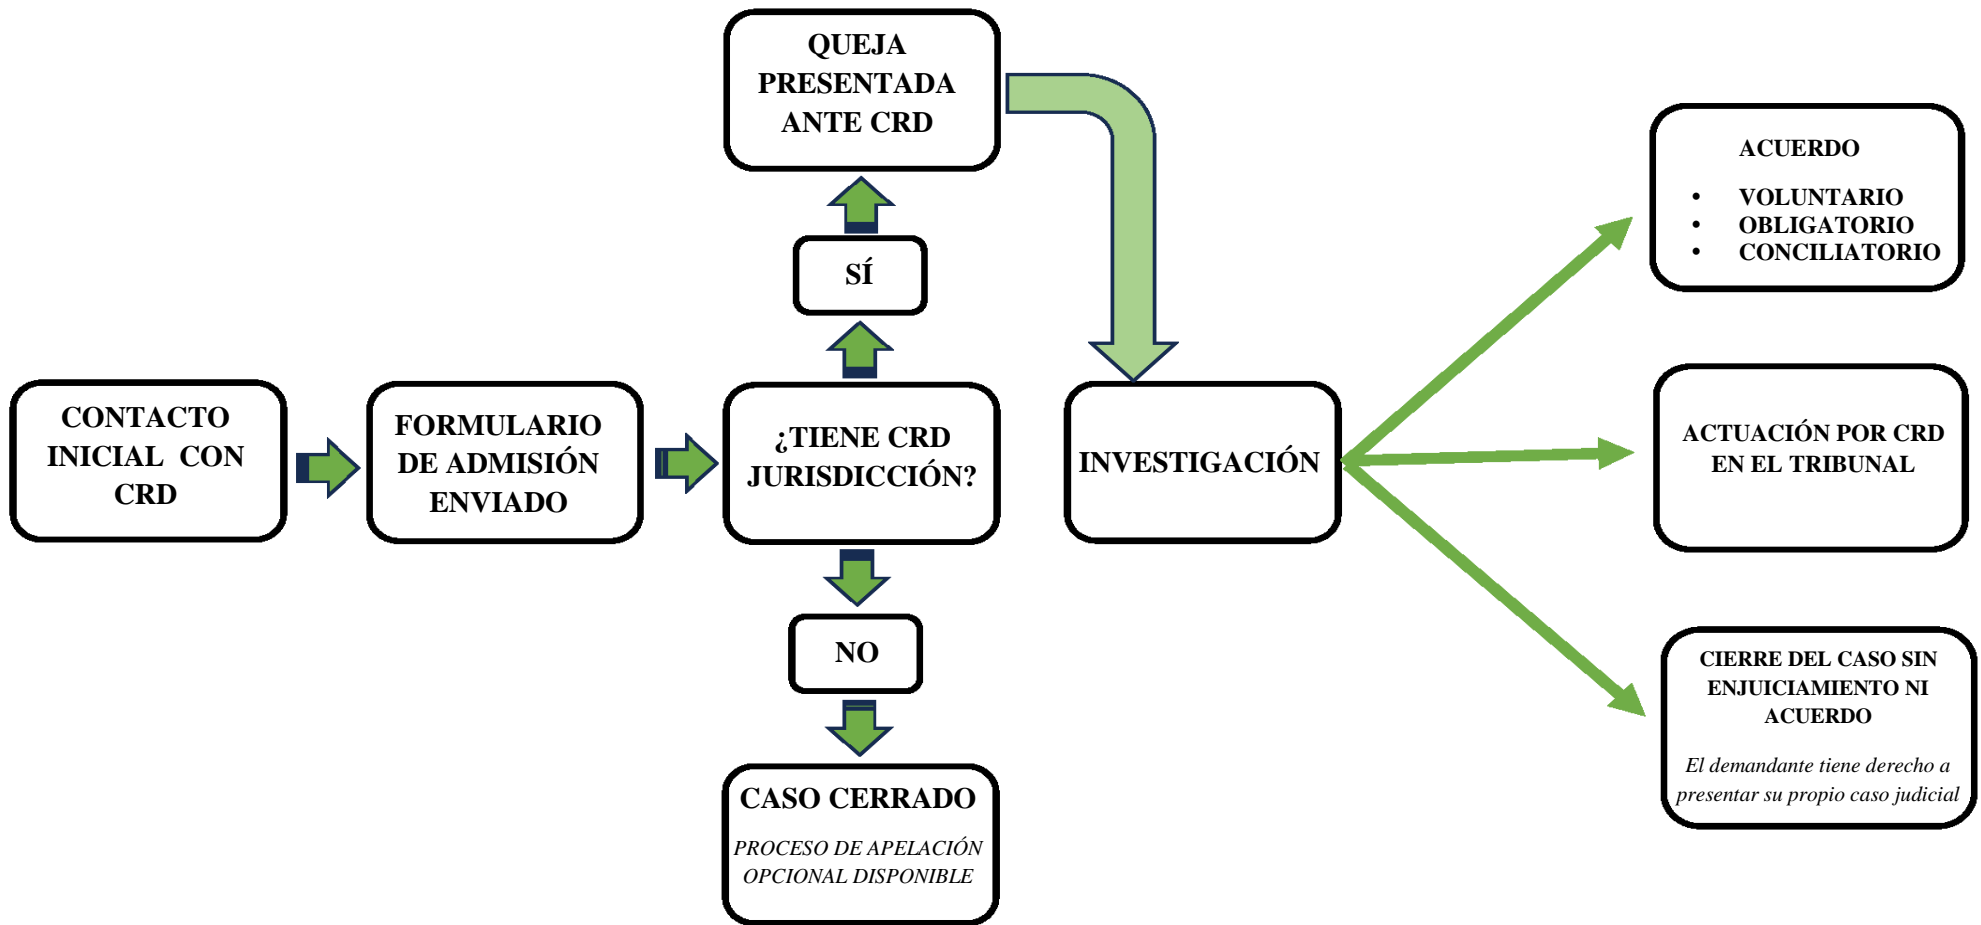 CONTACTO
INICIAL CON
CRD
FORMULARIO
DE ADMISIÓN
ENVIADO
¿TIENE CRD
JURISDICCIÓN?
SÍ
QUEJA
PRESENTADA
ANTE CRD
NO
CASO CERRADO
PROCESO DE APELACIÓN
OPCIONAL DISPONIBLE
INVESTIGACIÓN
ACUERDO
• VOLUNTARIO
• OBLIGATORIO
• CONCILIATORIO
ACTUACIÓN POR CRD
EN EL TRIBUNAL
CIERRE DEL CASO SIN
ENJUICIAMIENTO NI
ACUERDO
El demandante tiene derecho a
presentar su propio caso judicial